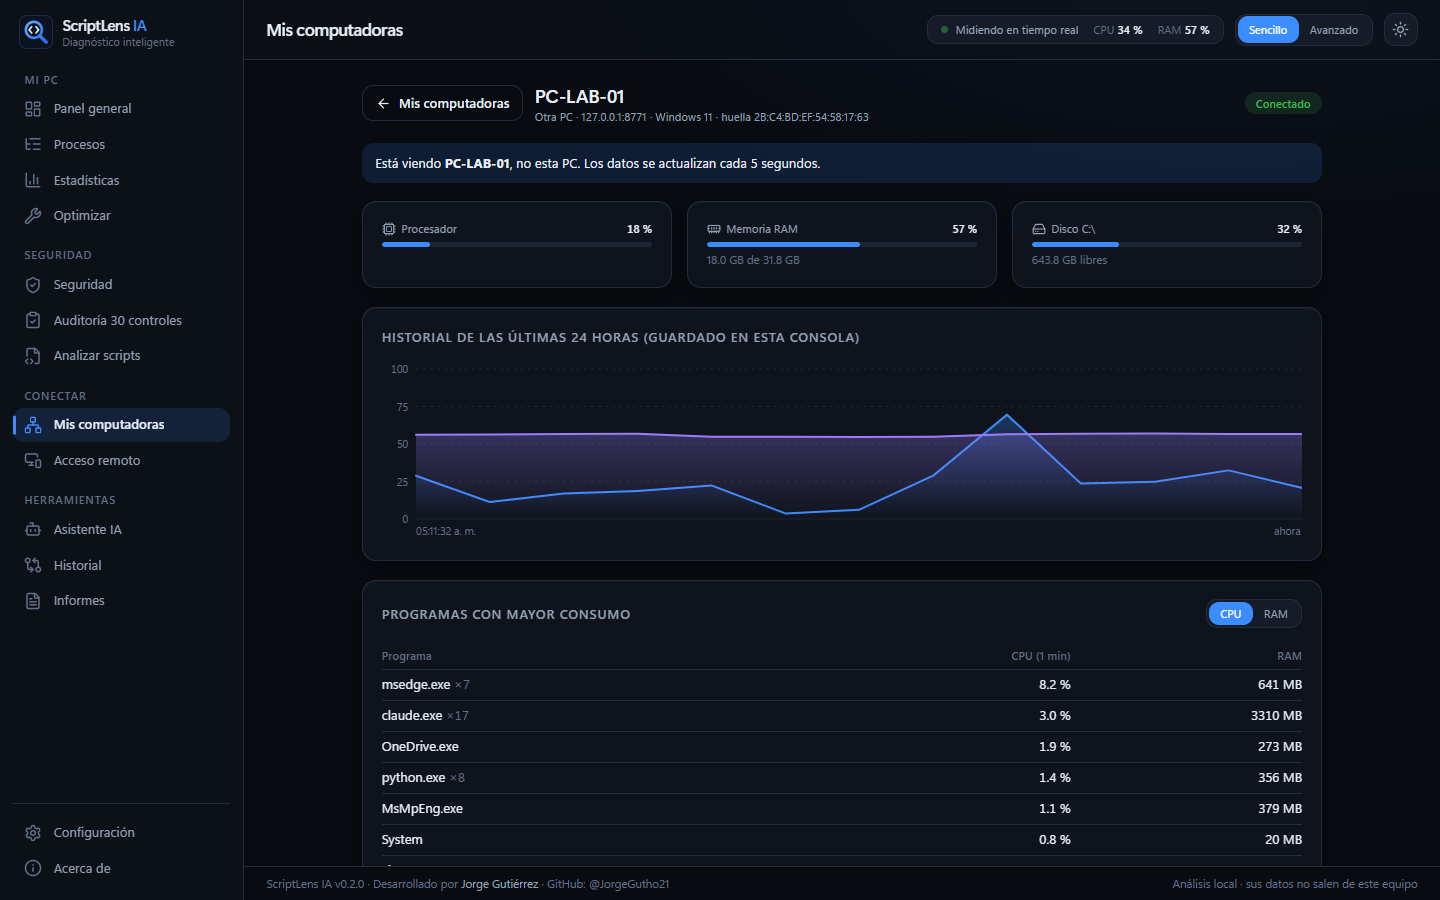 ScriptLens IA
Diagnóstico inteligente
MI PC
Panel general
Procesos
Estadísticas
Optimizar
SEGURIDAD
Seguridad
Auditoría 30 controles
Analizar scripts
CONECTAR
Mis computadoras
Acceso remoto
HERRAMIENTAS
Asistente IA
Historial
Informes
Configuración
Acerca de
Mis computadoras
Midiendo en tiempo real CPU 34 % RAM 57 %
Sencillo Avanzado
← Mis computadoras
PC-LAB-01
Otra PC · 127.0.0.1:8771 · Windows 11 · huella 2B:C4:BD:EF:54:58:17:63
Conectado
Está viendo PC-LAB-01, no esta PC. Los datos se actualizan cada 5 segundos.
Procesador 18 %
Memoria RAM 57 %
18.0 GB de 31.8 GB
Disco C:\ 32 %
643.8 GB libres
HISTORIAL DE LAS ÚLTIMAS 24 HORAS (GUARDADO EN ESTA CONSOLA)
100
75
50
25
0
05:11:32 a. m. ahora
PROGRAMAS CON MAYOR CONSUMO
CPU RAM
Programa CPU (1 min) RAM
msedge.exe ×7 8.2 % 641 MB
claude.exe ×17 3.0 % 3310 MB
OneDrive.exe 1.9 % 273 MB
python.exe ×8 1.4 % 356 MB
MsMpEng.exe 1.1 % 379 MB
System 0.8 % 20 MB
ScriptLens IA v0.2.0 · Desarrollado por Jorge Gutiérrez · GitHub: @JorgeGutho21
Análisis local · sus datos no salen de este equipo